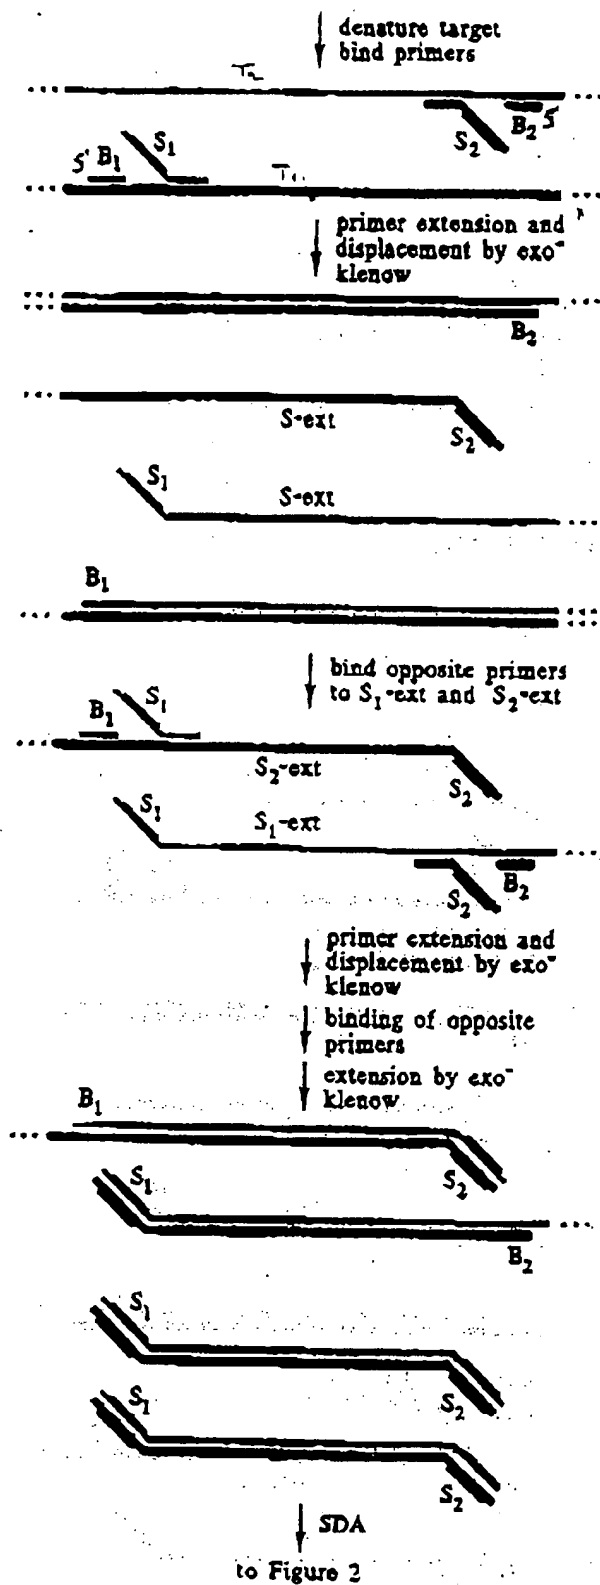 denature target
bind primers
T₂
S₂
B₂ 5'
5' B₁
S₁
T₁
primer extension and
displacement by exo⁻
klenow
B₂
S-ext
S₂
S₁
S-ext
B₁
bind opposite primers
to S₁-ext and S₂-ext
B₁
S₁
S₂-ext
S₂
S₁
S₁-ext
S₂
B₂
primer extension and
displacement by exo⁻
klenow
binding of opposite
primers
extension by exo⁻
klenow
B₁
S₂
S₁
B₂
S₁
S₂
S₁
S₂
SDA
to Figure 2